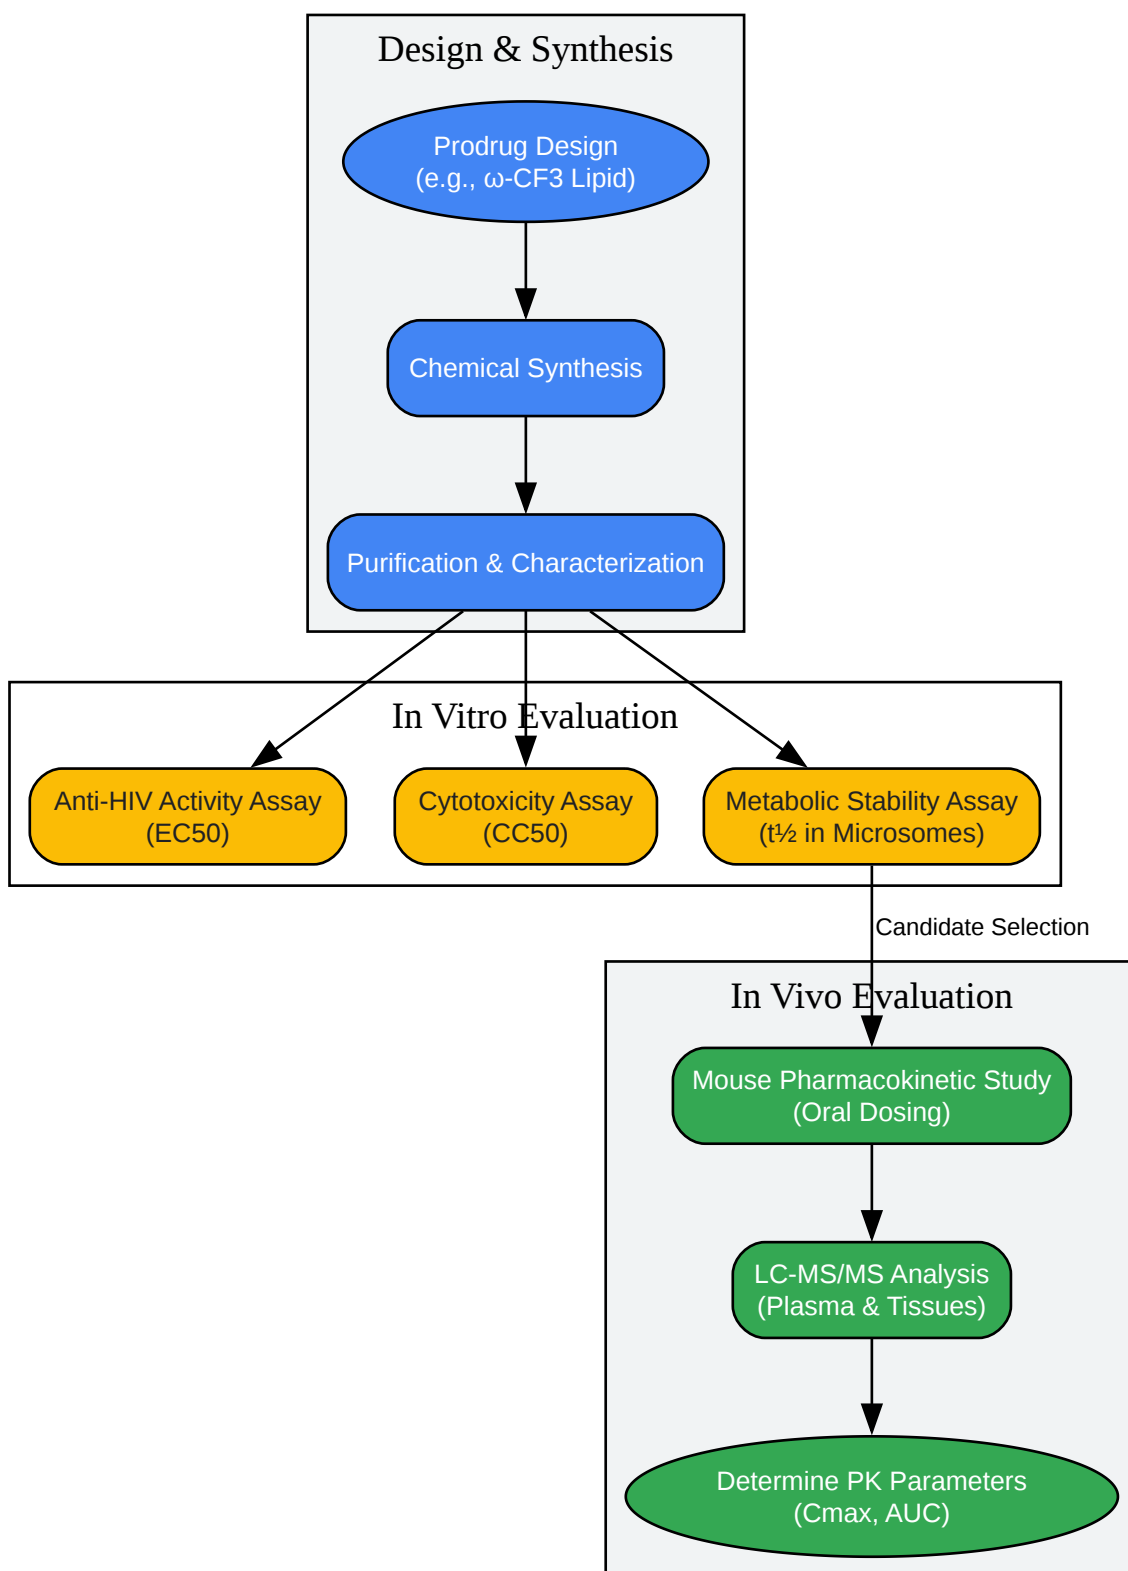 Design & Synthesis
Prodrug Design
(e.g., ω-CF3 Lipid)
Chemical Synthesis
Purification & Characterization
In Vitro Evaluation
Anti-HIV Activity Assay
(EC50)
Cytotoxicity Assay
(CC50)
Metabolic Stability Assay
(t½ in Microsomes)
Candidate Selection
In Vivo Evaluation
Mouse Pharmacokinetic Study
(Oral Dosing)
LC-MS/MS Analysis
(Plasma & Tissues)
Determine PK Parameters
(Cmax, AUC)